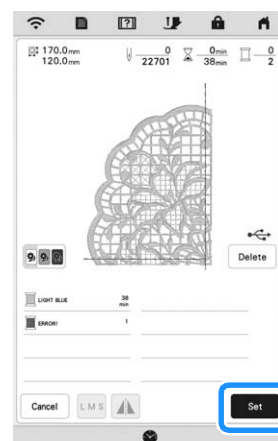 170.0mm
120.0mm
0
22701
0min
38min
0
2
Delete
LIGHT BLUE 38 min
ERROR! 1
Cancel L M S Set